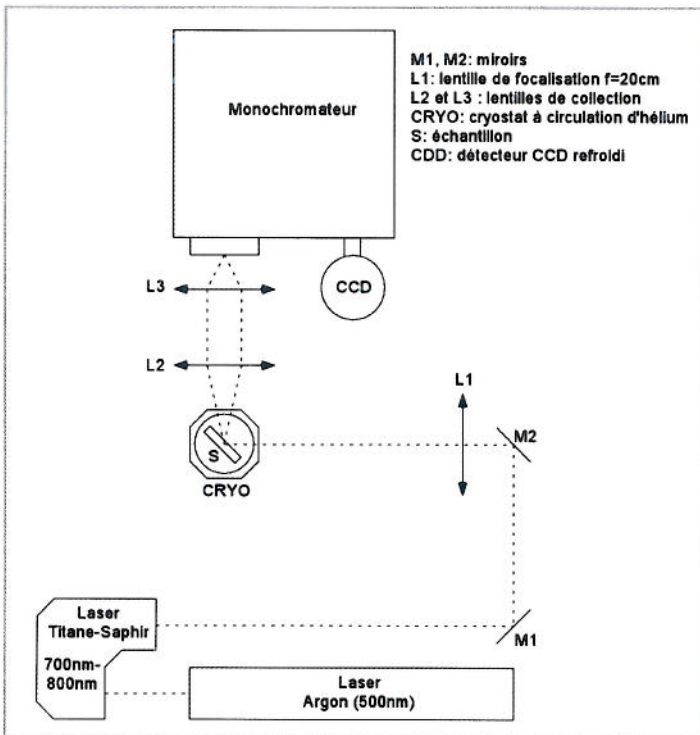 Monochromateur
M1, M2: miroirs
L1: lentille de focalisation f=20cm
L2 et L3 : lentilles de collection
CRYO: cryostat à circulation d'hélium
S: échantillon
CDD: détecteur CCD refroidi
L3
CCD
L2
L1
M2
S
CRYO
Laser
Titane-Saphir
700nm-
800nm
M1
Laser
Argon (500nm)